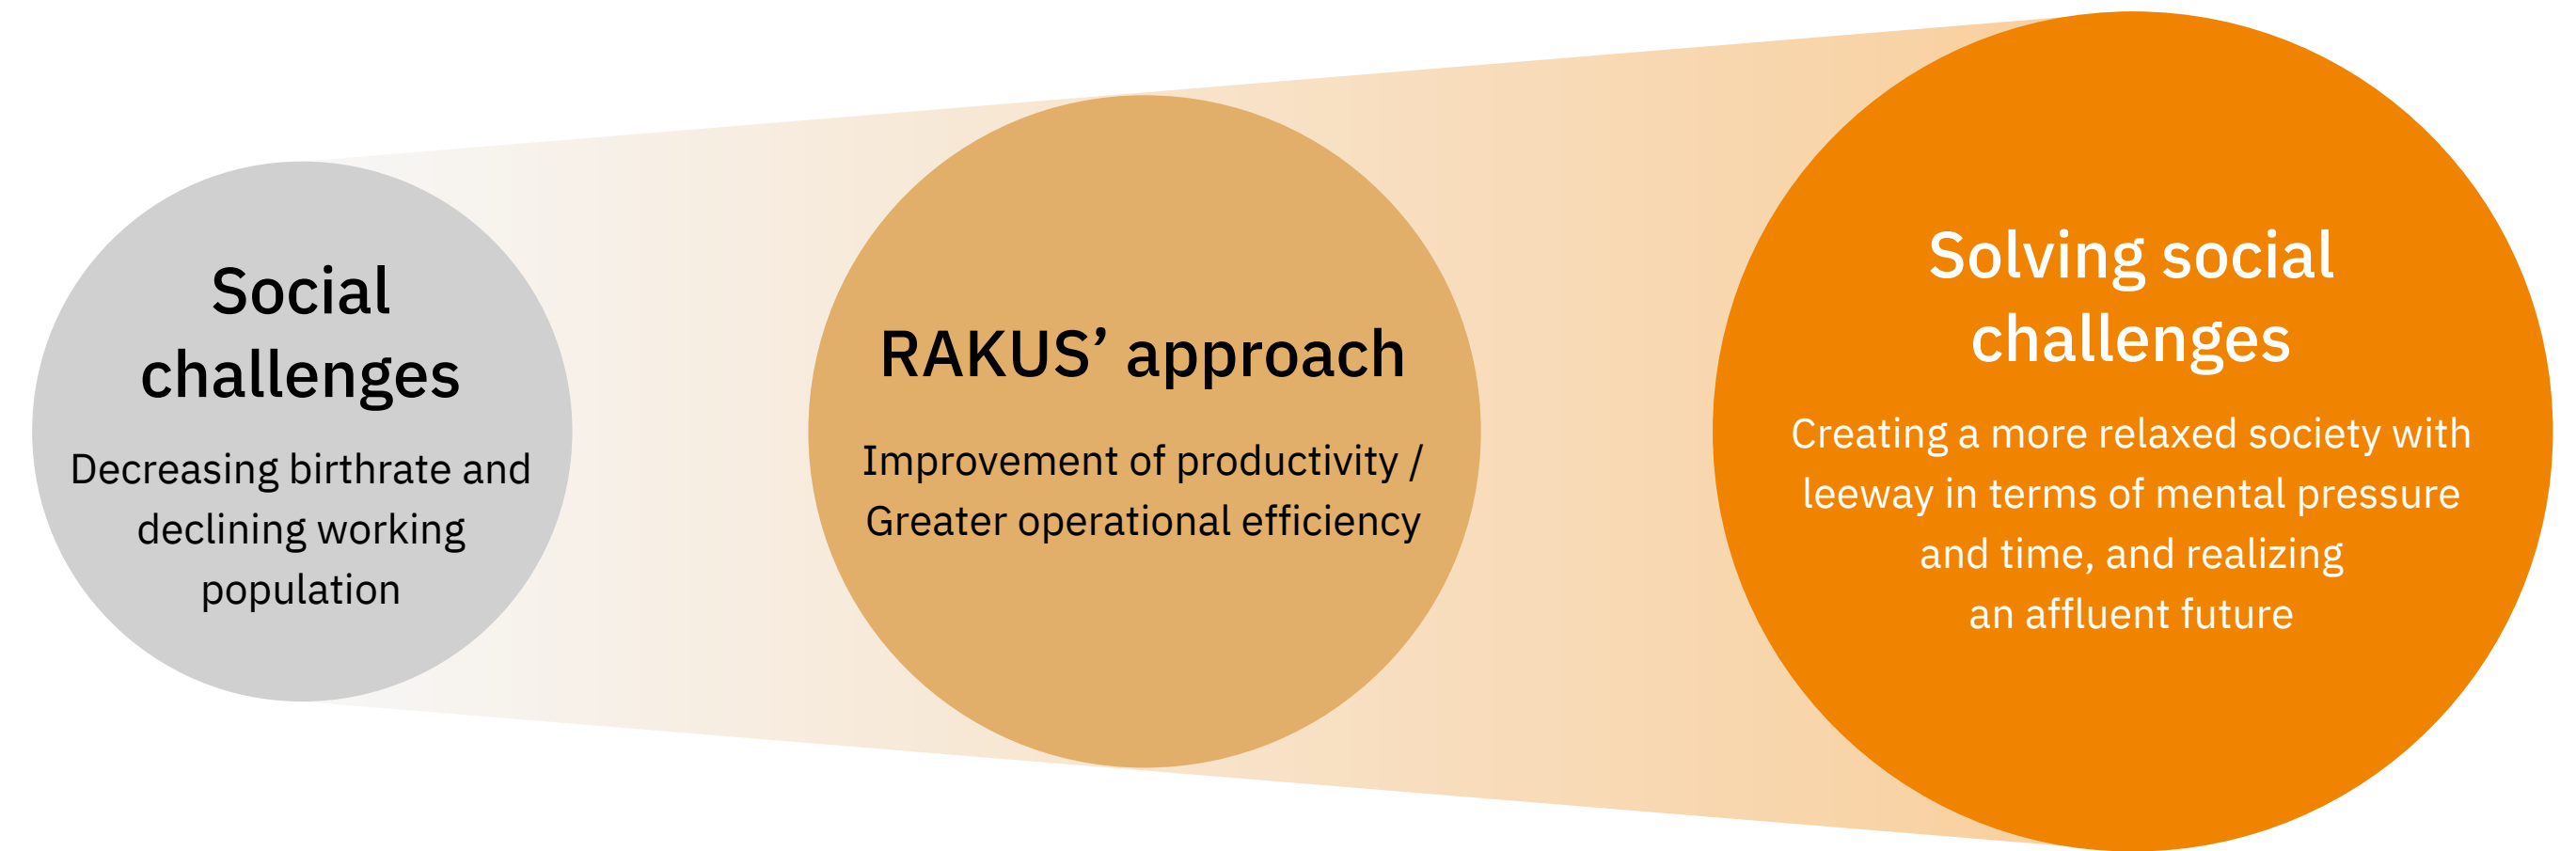 Social
challenges
Decreasing birthrate and
declining working
population
RAKUS’ approach
Improvement of productivity /
Greater operational efficiency
Solving social
challenges
Creating a more relaxed society with
leeway in terms of mental pressure
and time, and realizing
an affluent future